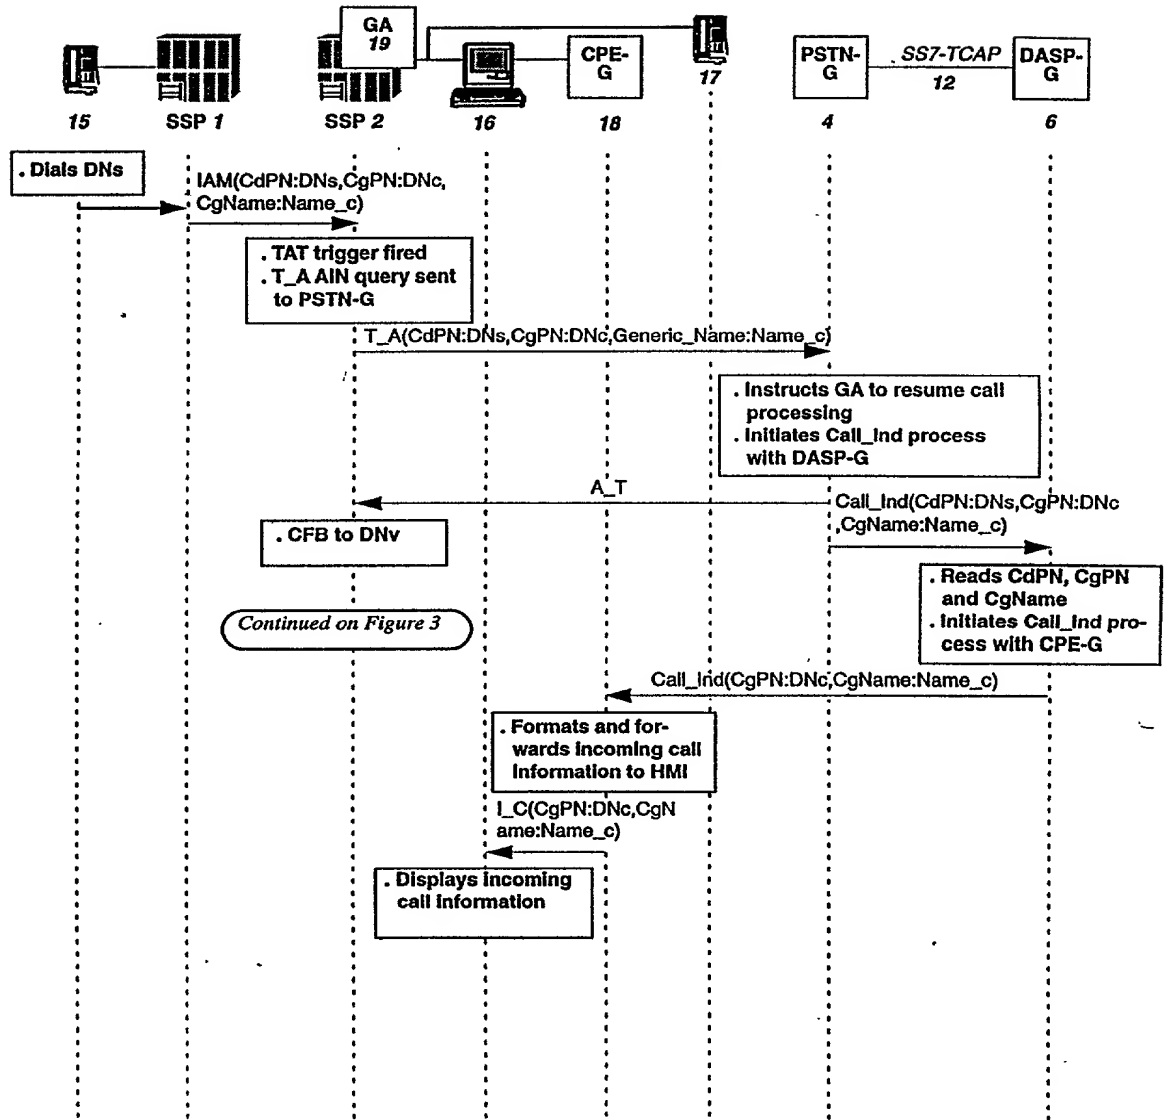 GA
19
CPE-
G
17
PSTN-
G
SS7-TCAP
12
DASP-
G
15
SSP 1
SSP 2
16
18
4
6
. Dials DNs
IAM(CdPN:DNs,CgPN:DNc,
CgName:Name_c)
. TAT trigger fired
. T_A AIN query sent
to PSTN-G
T_A(CdPN:DNs,CgPN:DNc,Generic_Name:Name_c)
. Instructs GA to resume call
processing
. Initiates Call_Ind process
with DASP-G
A_T
Call_Ind(CdPN:DNs,CgPN:DNc
,CgName:Name_c)
. CFB to DNv
. Reads CdPN, CgPN
and CgName
. Initiates Call_Ind pro-
cess with CPE-G
Continued on Figure 3
Call_Ind(CgPN:DNc,CgName:Name_c)
. Formats and for-
wards incoming call
information to HMI
I_C(CgPN:DNc,CgN
ame:Name_c)
. Displays incoming
call information